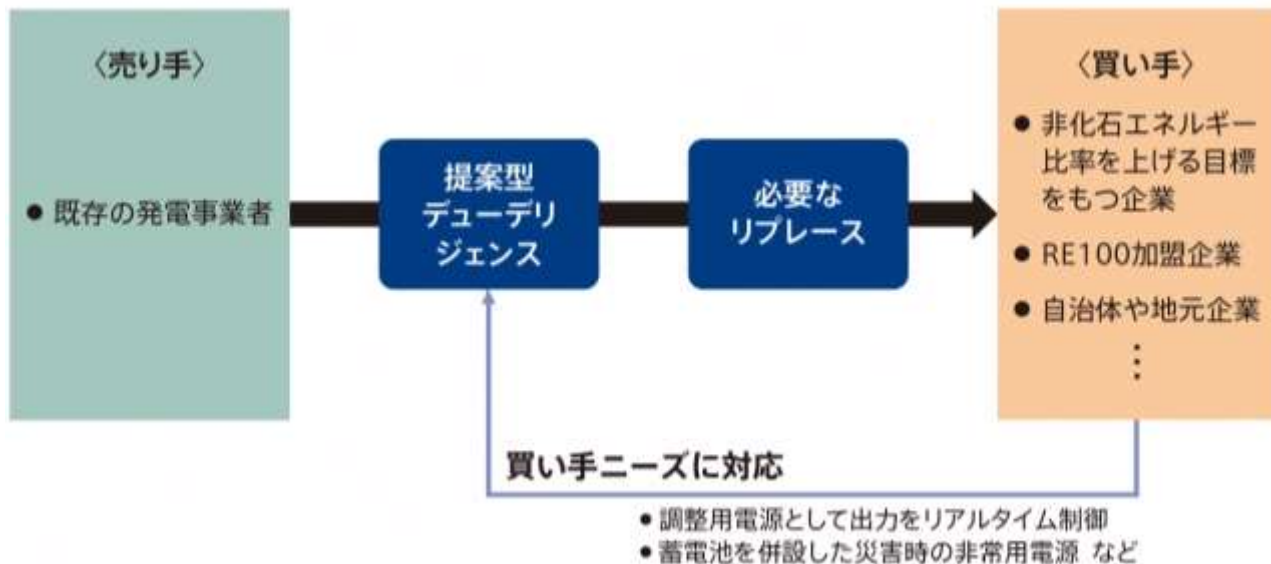 〈売り手〉
● 既存の発電事業者
提案型
デューデリ
ジェンス
必要な
リプレース
〈買い手〉
● 非化石エネルギー
比率を上げる目標
をもつ企業
● RE100加盟企業
● 自治体や地元企業
⋮
買い手ニーズに対応
● 調整用電源として出力をリアルタイム制御
● 蓄電池を併設した災害時の非常用電源 など